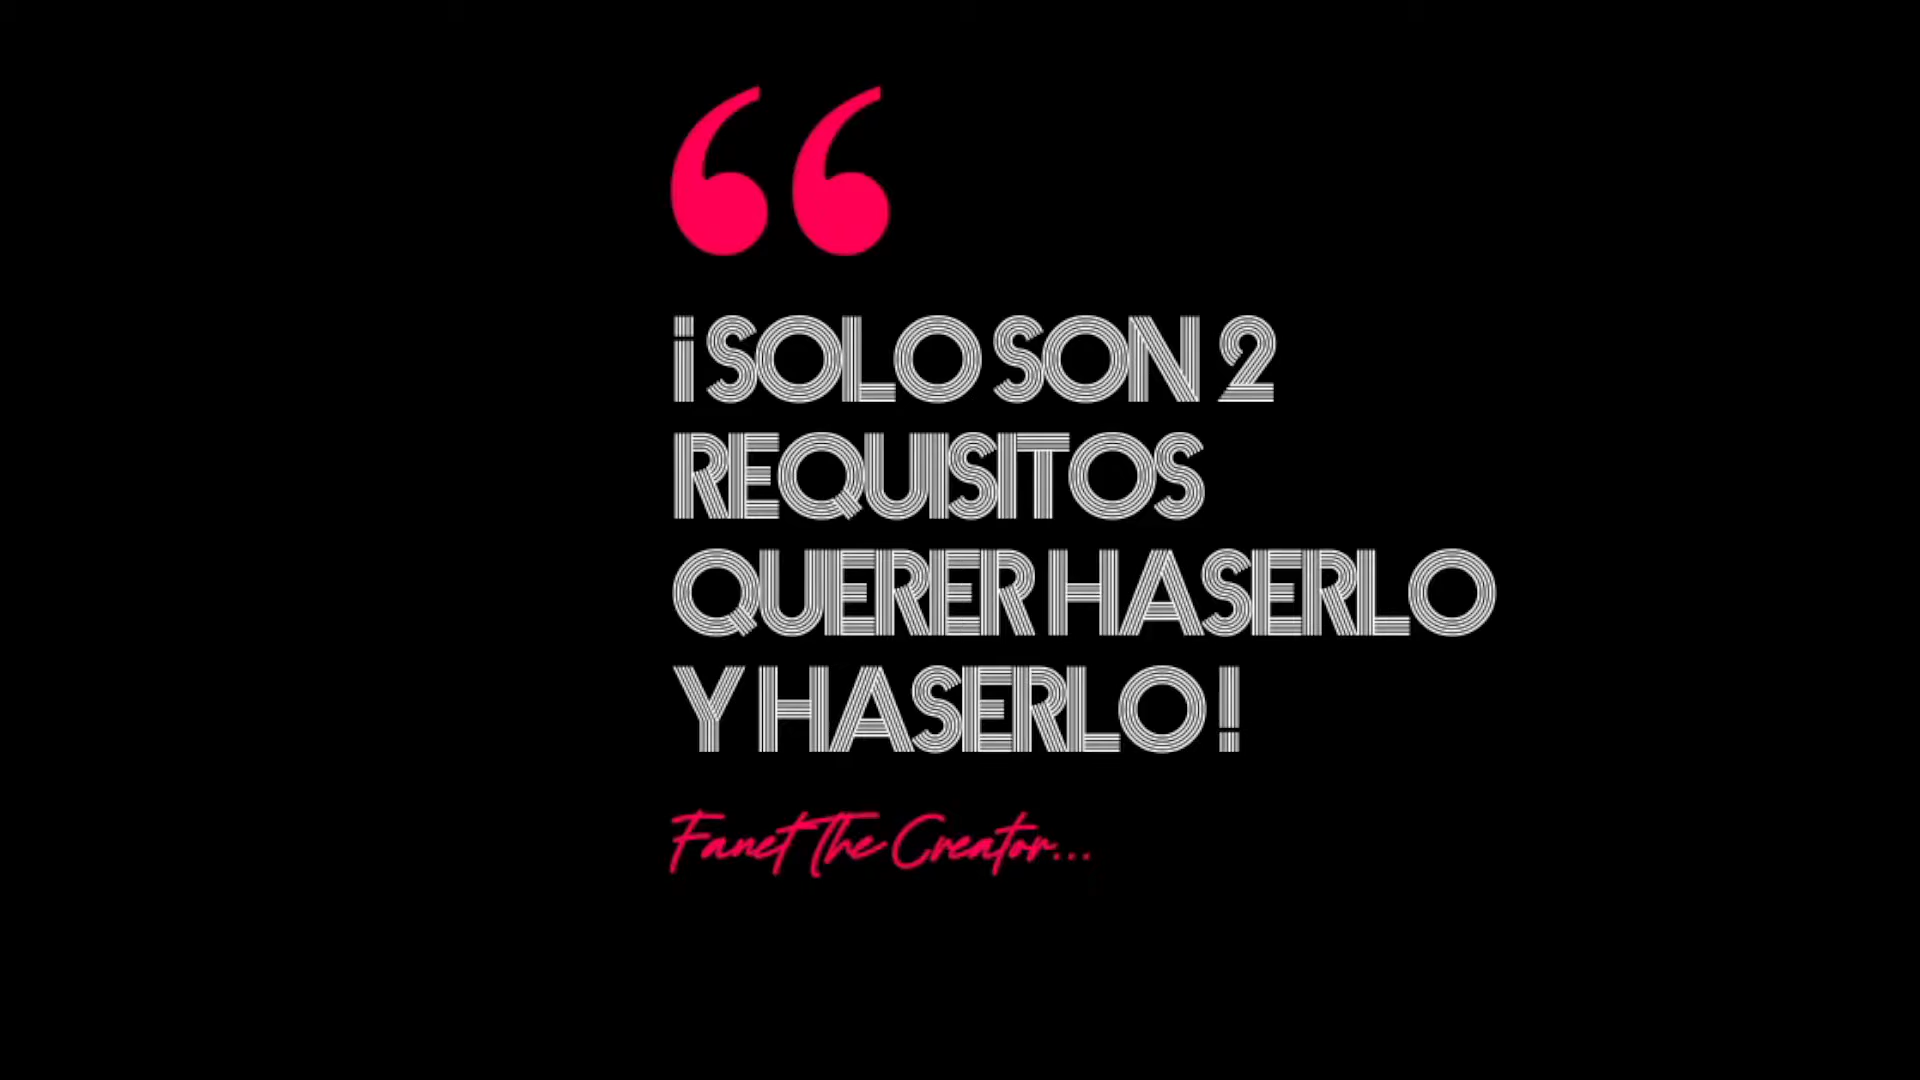 “
¡ SOLO SON 2
REQUISITOS
QUERER HASERLO
Y HASERLO !
Fanet The Creator...